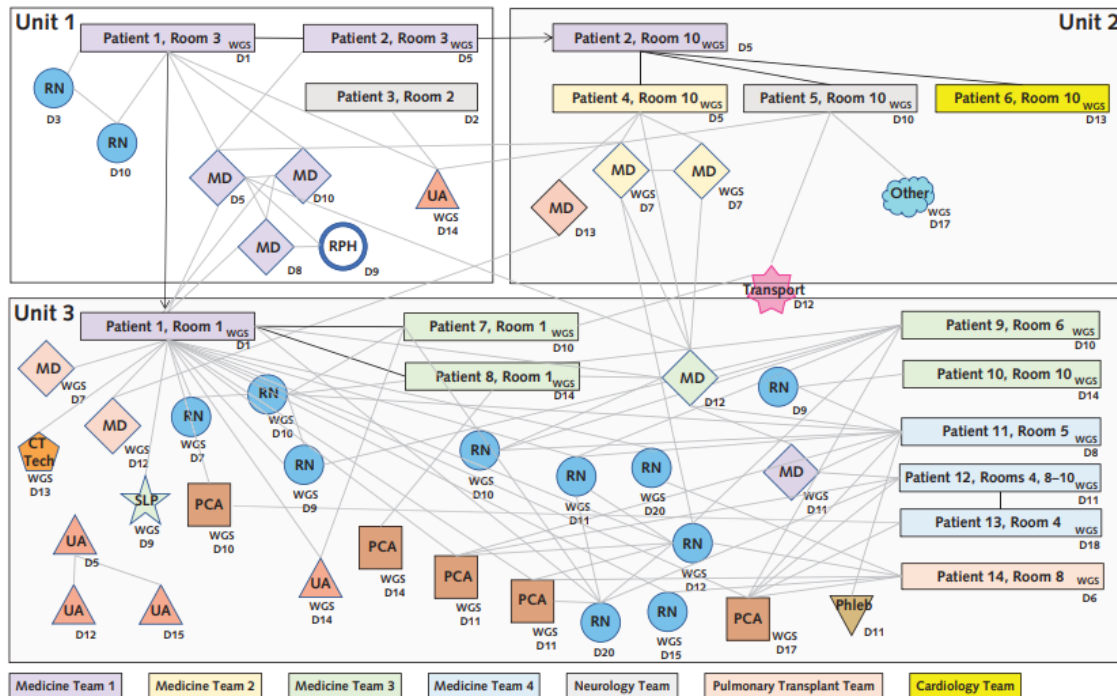 Unit 1
Patient 1, Room 3 WGS
D1
Patient 2, Room 3 WGS
D5
Patient 3, Room 2
D2
RN
D3
RN
D10
MD
D5
MD
D10
MD
D8
RPH
D9
UA
WGS
D14
Unit 2
Patient 2, Room 10 WGS
D5
Patient 4, Room 10 WGS
D5
Patient 5, Room 10 WGS
D10
Patient 6, Room 10 WGS
D13
MD
D13
MD
WGS
D7
MD
WGS
D7
Other
WGS
D17
Transport
D12
Unit 3
Patient 1, Room 1 WGS
D1
Patient 7, Room 1 WGS
D10
Patient 8, Room 1 WGS
D14
Patient 9, Room 6 WGS
D10
Patient 10, Room 10 WGS
D14
Patient 11, Room 5 WGS
D8
Patient 12, Rooms 4, 8–10 WGS
D11
Patient 13, Room 4 WGS
D18
Patient 14, Room 8 WGS
D6
MD
WGS
D7
MD
WGS
D12
RN
WGS
D7
RN
WGS
D10
RN
WGS
D9
RN
WGS
D10
RN
WGS
D11
RN
D20
MD
D12
RN
D9
MD
WGS
D11
CT
Tech
WGS
D13
SLP
WGS
D9
PCA
WGS
D10
UA
D5
UA
D12
UA
D15
UA
WGS
D14
PCA
WGS
D14
PCA
WGS
D11
PCA
WGS
D11
RN
D20
RN
WGS
D12
RN
WGS
D15
PCA
WGS
D17
Phleb
D11
Medicine Team 1
Medicine Team 2
Medicine Team 3
Medicine Team 4
Neurology Team
Pulmonary Transplant Team
Cardiology Team